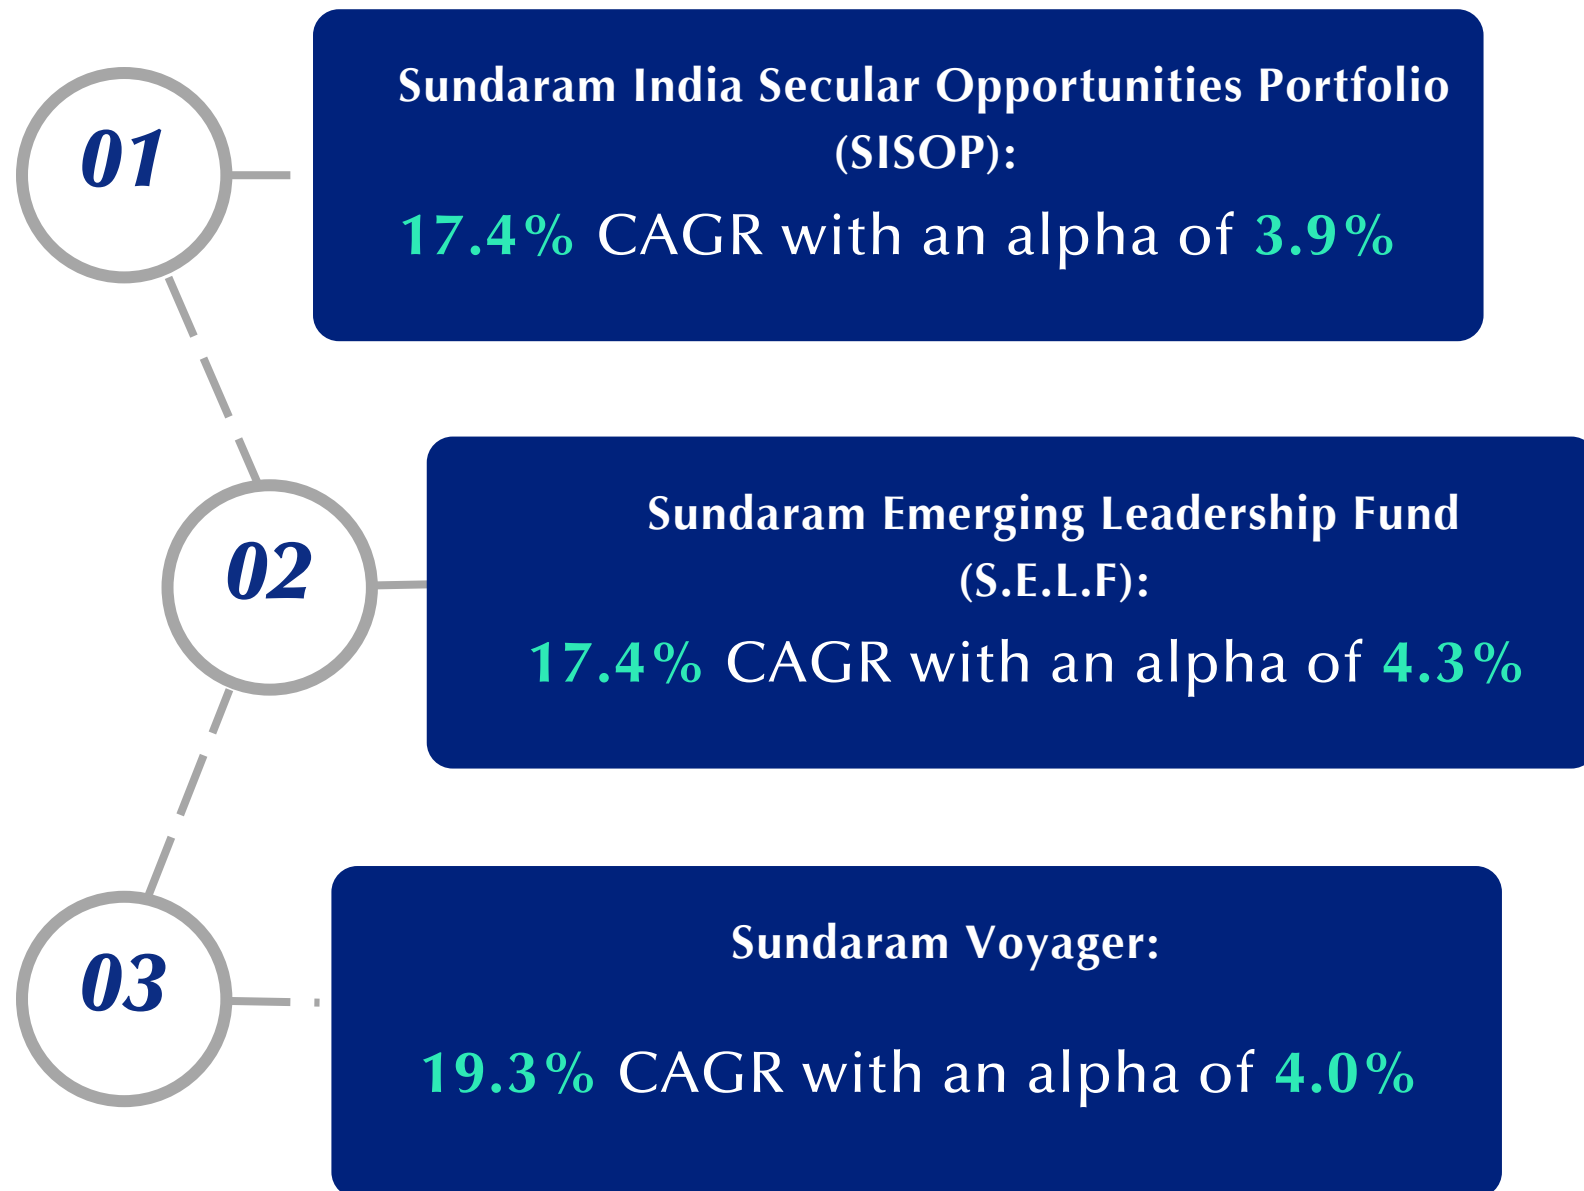 01
Sundaram India Secular Opportunities Portfolio
(SISOP):
17.4% CAGR with an alpha of 3.9%
02
Sundaram Emerging Leadership Fund
(S.E.L.F):
17.4% CAGR with an alpha of 4.3%
03
Sundaram Voyager:
19.3% CAGR with an alpha of 4.0%